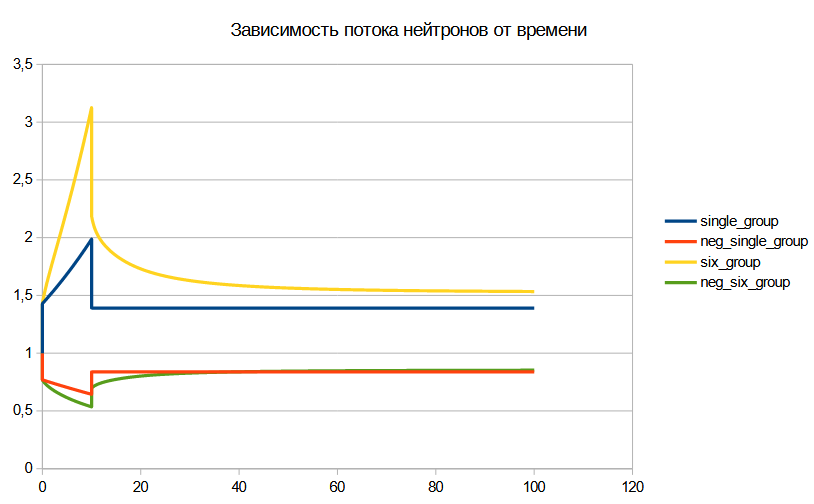 Зависимость потока нейтронов от времени
3,5
3
2,5
2
1,5
1
0,5
0
0 20 40 60 80 100 120
single_group
neg_single_group
six_group
neg_six_group